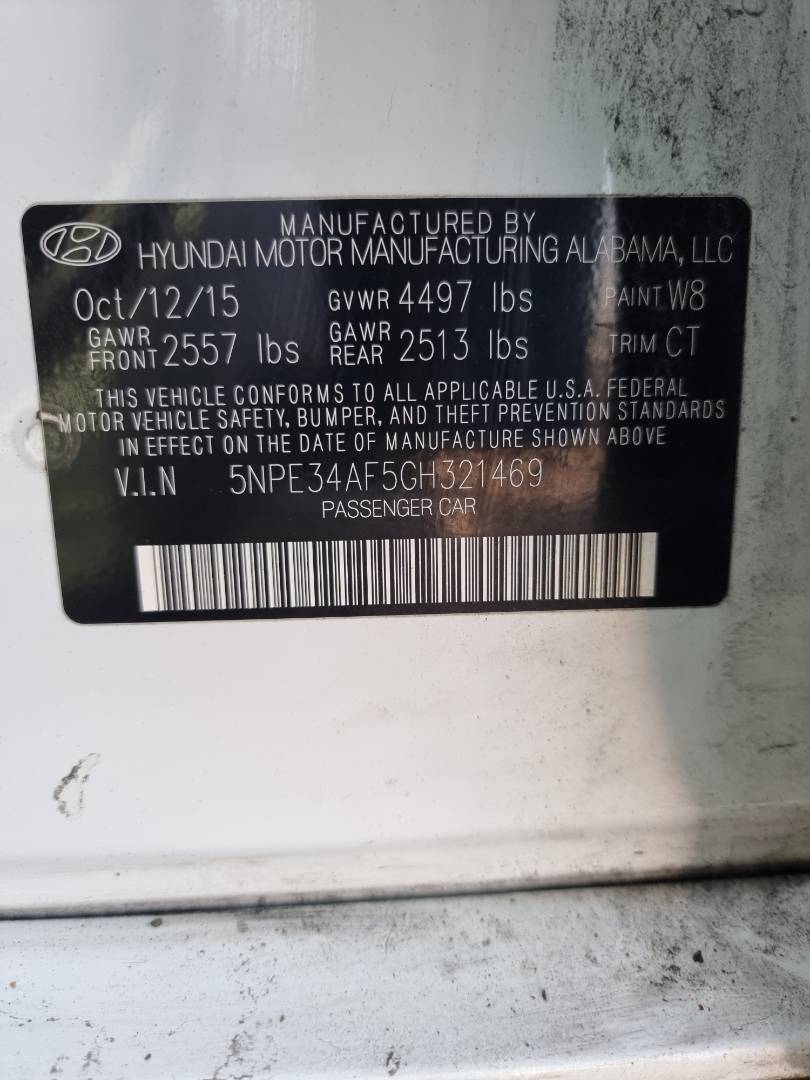 MANUFACTURED BY
HYUNDAI MOTOR MANUFACTURING ALABAMA, LLC
Oct/12/15 GVWR 4497 lbs PAINT W8
GAWR FRONT 2557 lbs GAWR REAR 2513 lbs TRIM CT
THIS VEHICLE CONFORMS TO ALL APPLICABLE U.S.A. FEDERAL
MOTOR VEHICLE SAFETY, BUMPER, AND THEFT PREVENTION STANDARDS
IN EFFECT ON THE DATE OF MANUFACTURE SHOWN ABOVE
V.I.N 5NPE34AF5GH321469
PASSENGER CAR